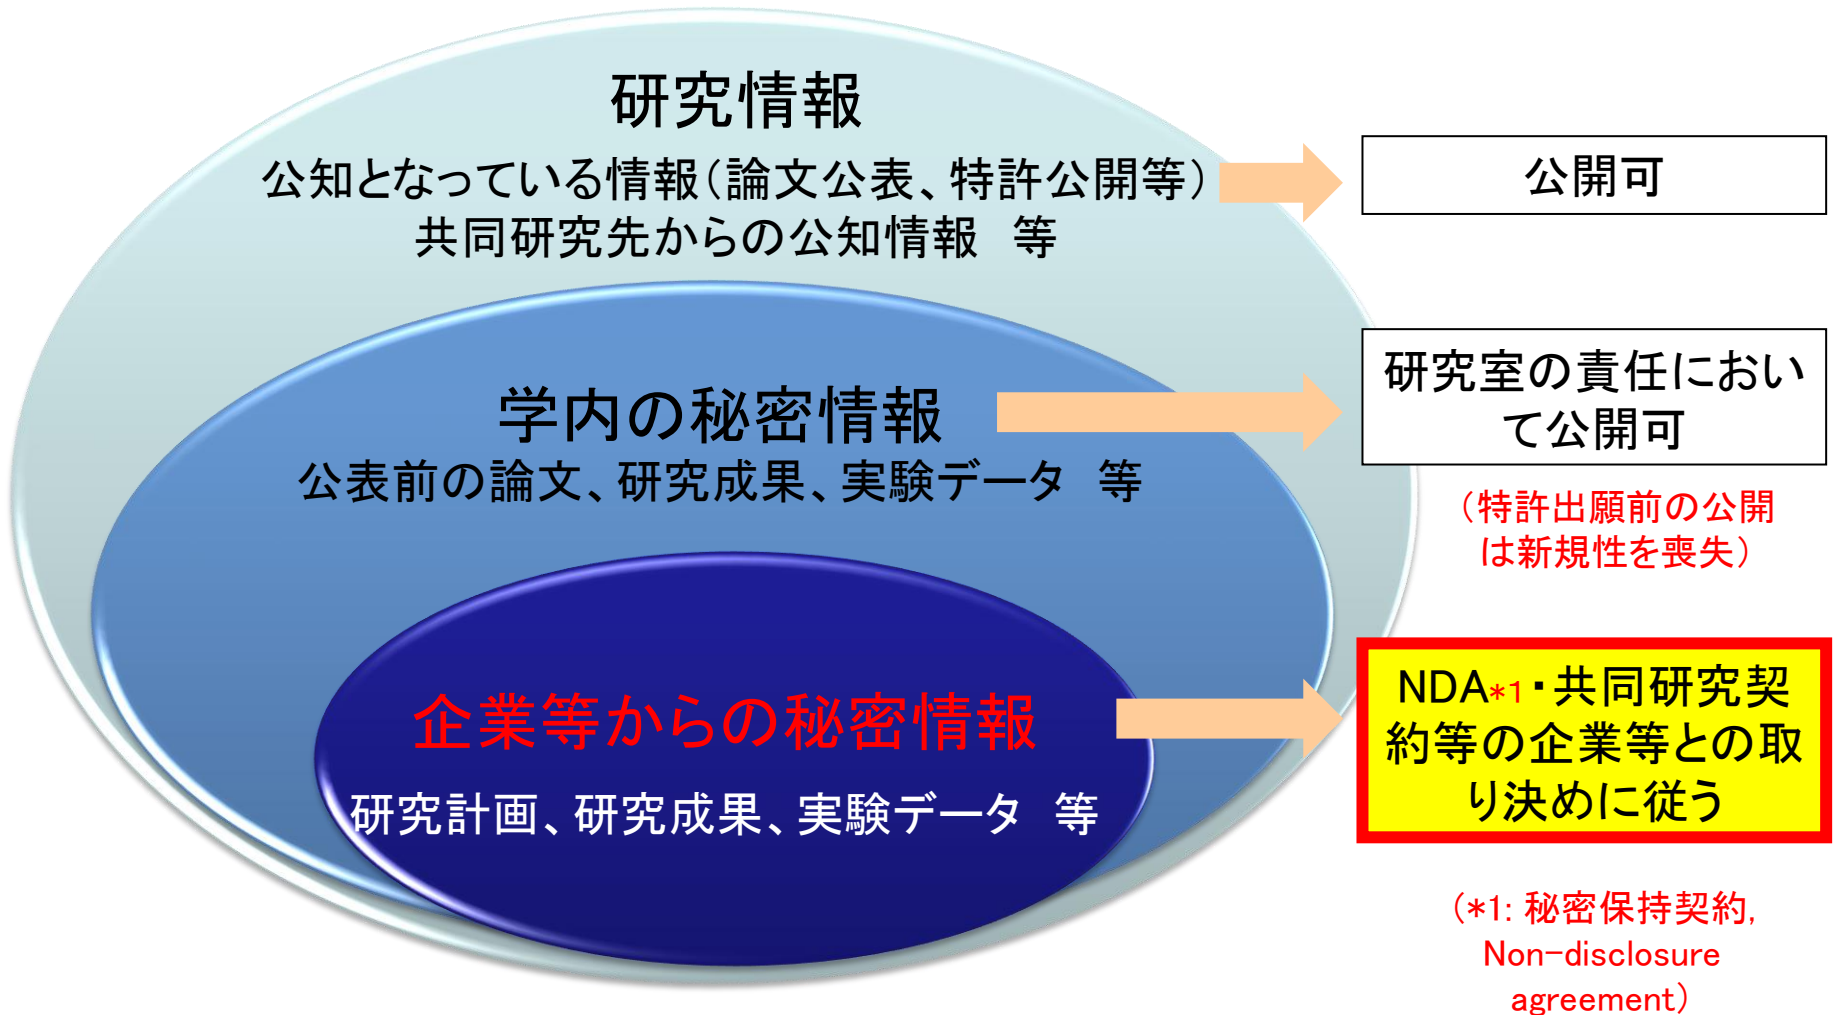 研究情報
公知となっている情報（論文公表、特許公開等）
共同研究先からの公知情報　等
公開可
学内の秘密情報
公表前の論文、研究成果、実験データ　等
研究室の責任におい
て公開可
（特許出願前の公開
は新規性を喪失）
企業等からの秘密情報
研究計画、研究成果、実験データ　等
NDA*1・共同研究契
約等の企業等との取
り決めに従う
（*1: 秘密保持契約,
Non-disclosure
agreement）